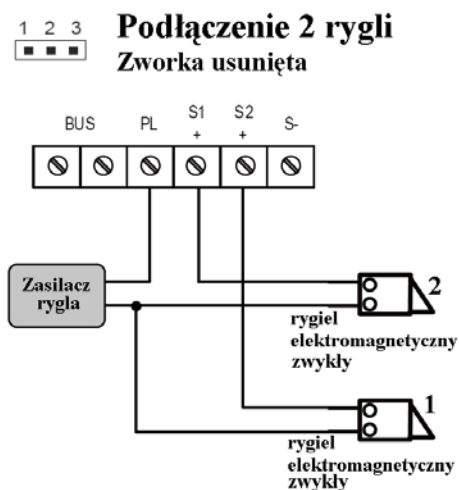 1 2 3
Podłączenie 2 rygli
Zworka usunięta
BUS PL S1 + S2 + S-
Zasilacz
rygla
2
rygiel
elektromagnetyczny
zwykły
1
rygiel
elektromagnetyczny
zwykły